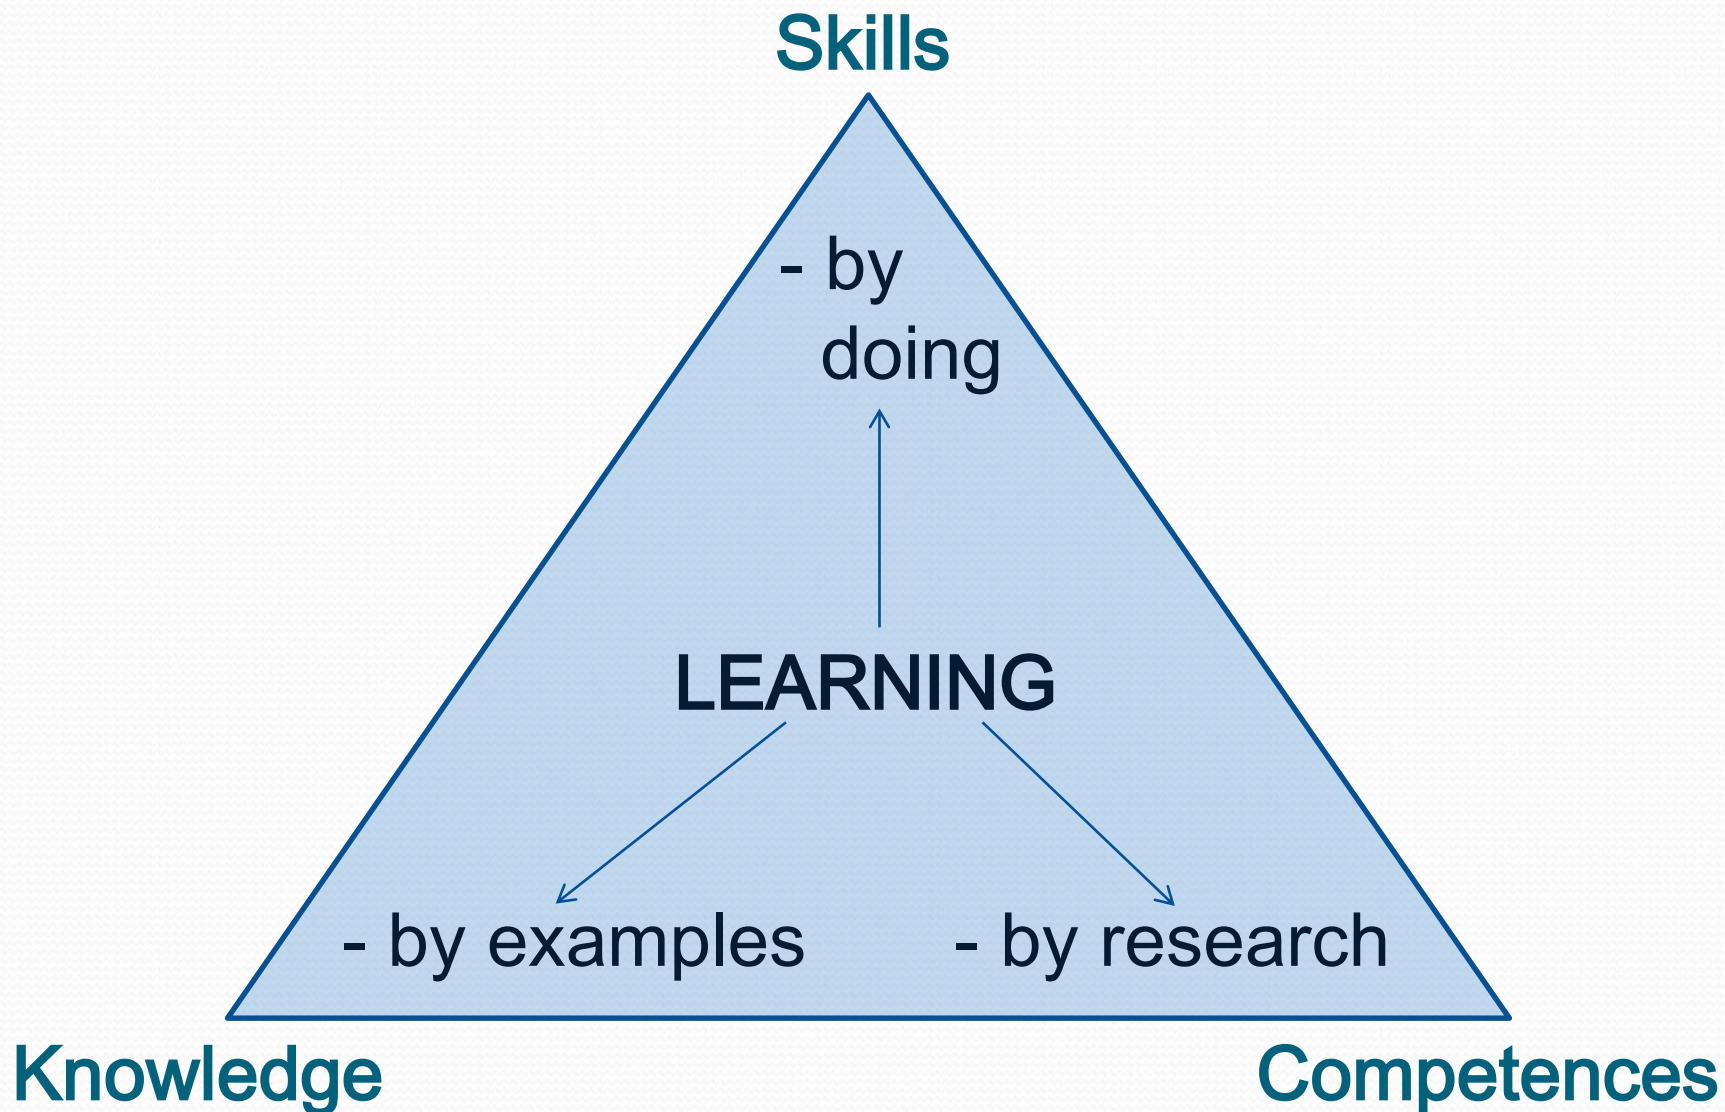 Skills
- by
doing
LEARNING
- by examples
- by research
Knowledge
Competences